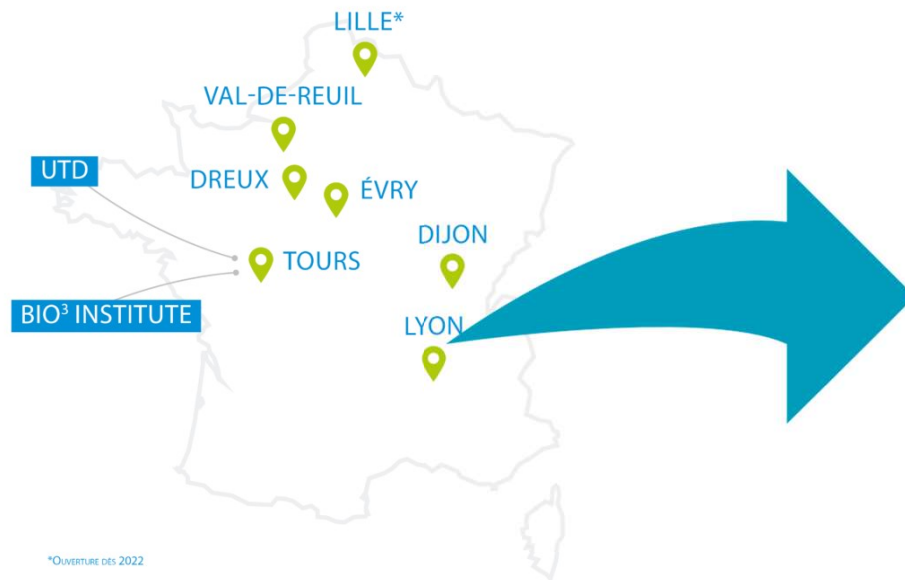 LILLE*
VAL-DE-REUIL
UTD
DREUX
ÉVRY
DIJON
TOURS
BIO³ INSTITUTE
LYON
*OUVERTURE DÈS 2022